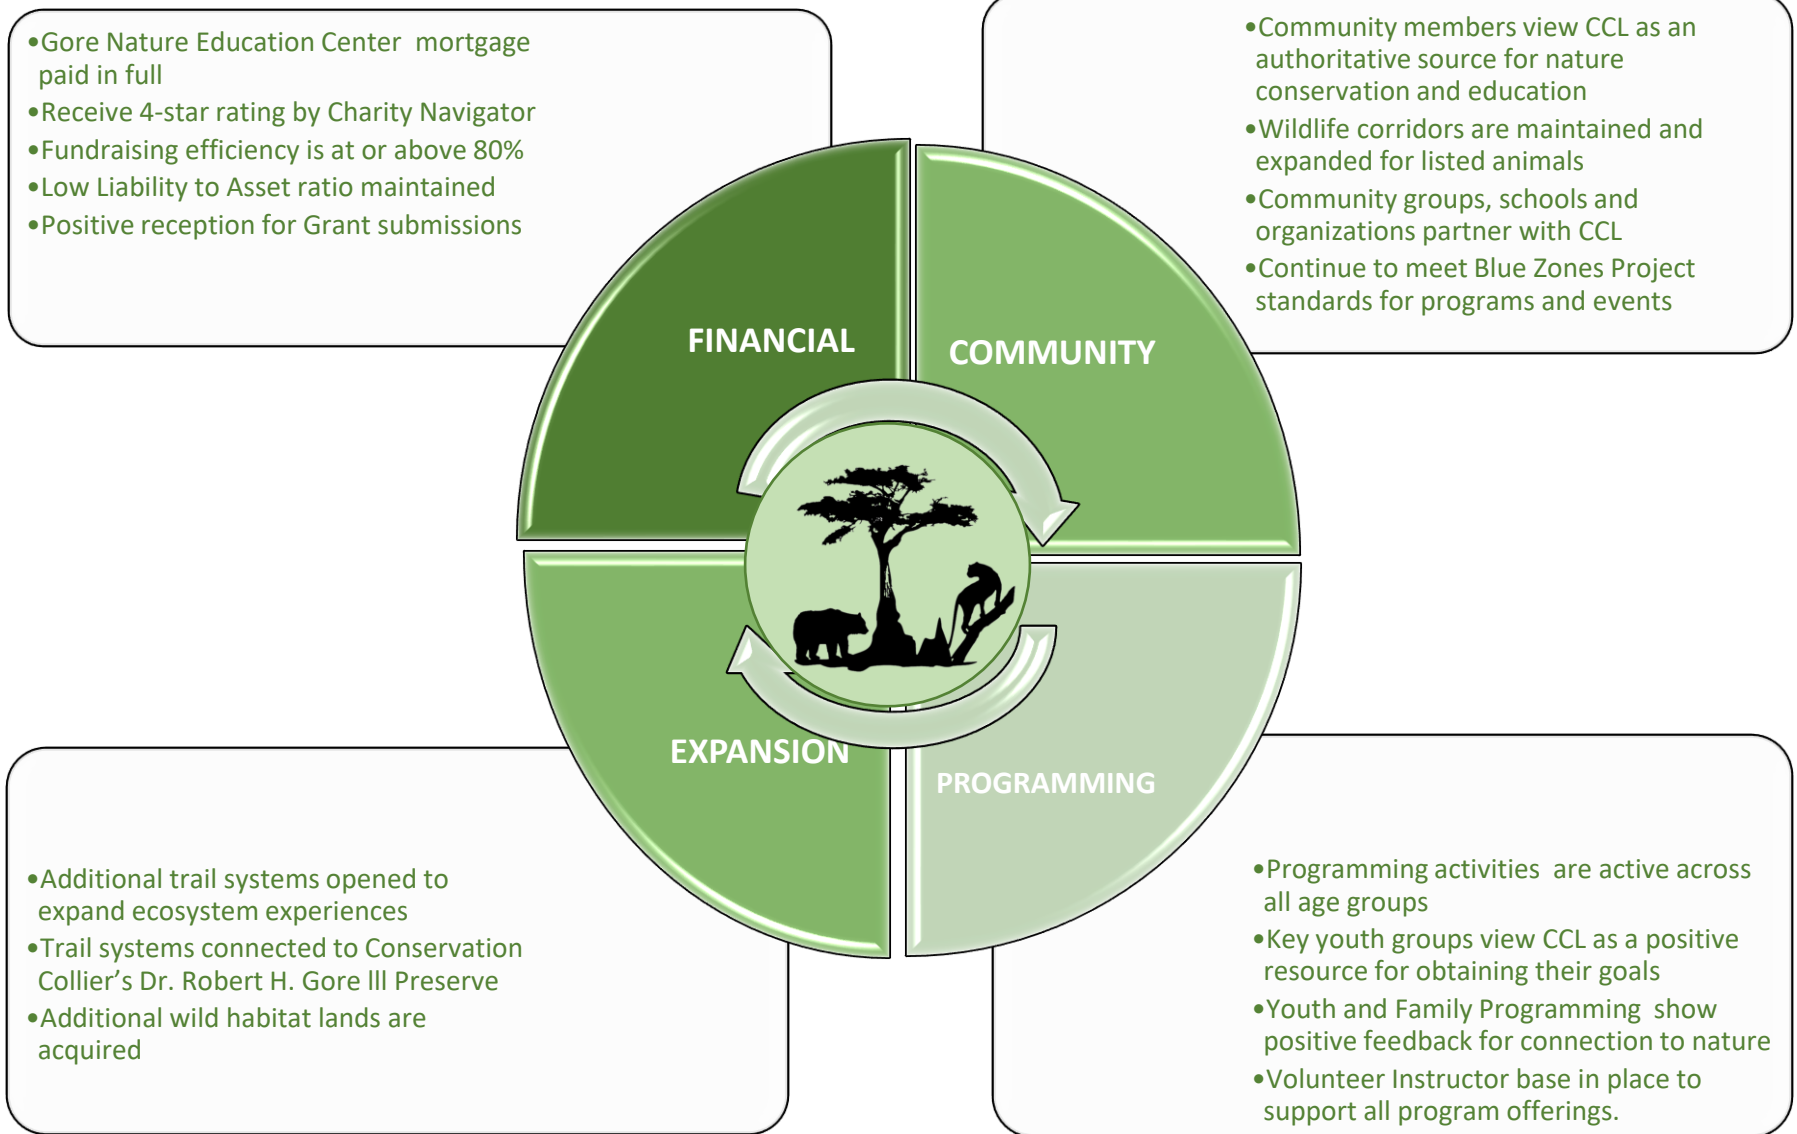 •Gore Nature Education Center  mortgage
paid in full
•Receive 4-star rating by Charity Navigator
•Fundraising efficiency is at or above 80%
•Low Liability to Asset ratio maintained
•Positive reception for Grant submissions
•Community members view CCL as an
authoritative source for nature
conservation and education
•Wildlife corridors are maintained and
expanded for listed animals
•Community groups, schools and
organizations partner with CCL
•Continue to meet Blue Zones Project
standards for programs and events
FINANCIAL
COMMUNITY
EXPANSION
PROGRAMMING
•Additional trail systems opened to
expand ecosystem experiences
•Trail systems connected to Conservation
Collier’s Dr. Robert H. Gore lll Preserve
•Additional wild habitat lands are
acquired
•Programming activities  are active across
all age groups
•Key youth groups view CCL as a positive
resource for obtaining their goals
•Youth and Family Programming  show
positive feedback for connection to nature
•Volunteer Instructor base in place to
support all program offerings.